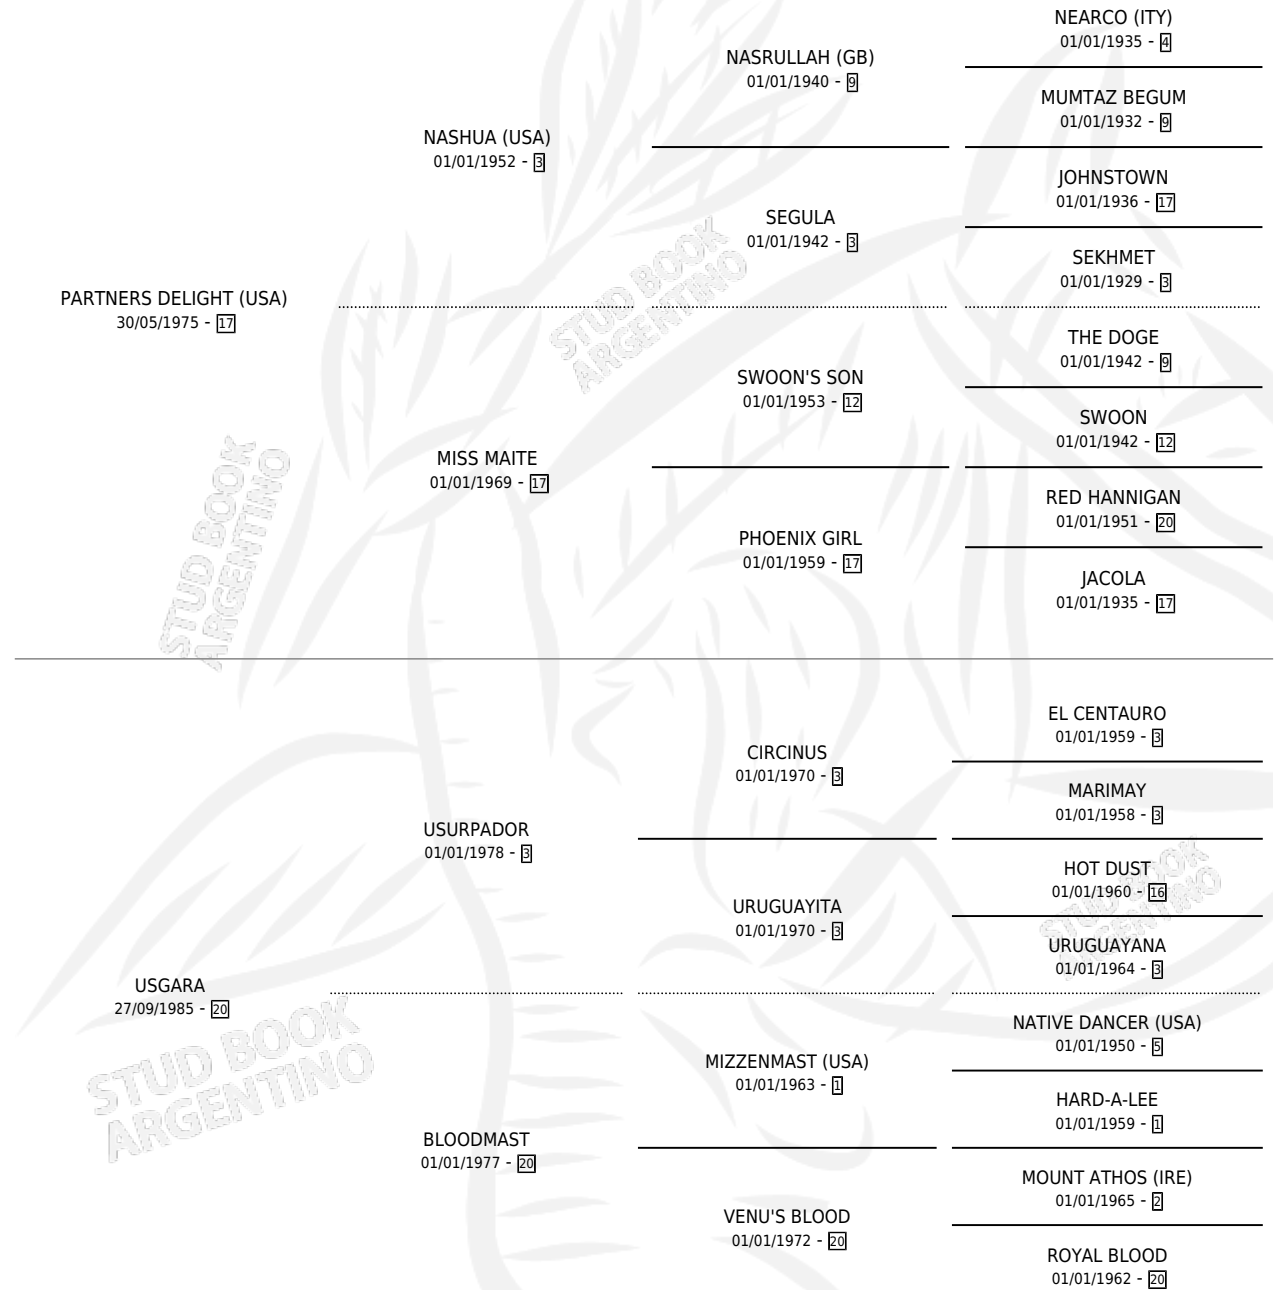 NEARCO (ITY)
01/01/1935 - 4
NASRULLAH (GB)
01/01/1940 - 9
MUMTAZ BEGUM
01/01/1932 - 9
NASHUA (USA)
01/01/1952 - 3
JOHNSTOWN
01/01/1936 - 17
SEGULA
01/01/1942 - 3
SEKHMET
01/01/1929 - 3
PARTNERS DELIGHT (USA)
30/05/1975 - 17
THE DOGE
01/01/1942 - 9
SWOON'S SON
01/01/1953 - 12
SWOON
01/01/1942 - 12
MISS MAITE
01/01/1969 - 17
RED HANNIGAN
01/01/1951 - 20
PHOENIX GIRL
01/01/1959 - 17
JACOLA
01/01/1935 - 17
EL CENTAURO
01/01/1959 - 3
CIRCINUS
01/01/1970 - 3
MARIMAY
01/01/1958 - 3
USURPADOR
01/01/1978 - 3
HOT DUST
01/01/1960 - 16
URUGUAYITA
01/01/1970 - 3
URUGUAYANA
01/01/1964 - 3
USGARA
27/09/1985 - 20
NATIVE DANCER (USA)
01/01/1950 - 5
MIZZENMAST (USA)
01/01/1963 - 1
HARD-A-LEE
01/01/1959 - 1
BLOODMAST
01/01/1977 - 20
MOUNT ATHOS (IRE)
01/01/1965 - 2
VENU'S BLOOD
01/01/1972 - 20
ROYAL BLOOD
01/01/1962 - 20
STUD BOOK
ARGENTINO
STUD BOOK
ARGENTINO
STUD BOOK
ARGENTINO
STUD BOOK
ARGENTINO